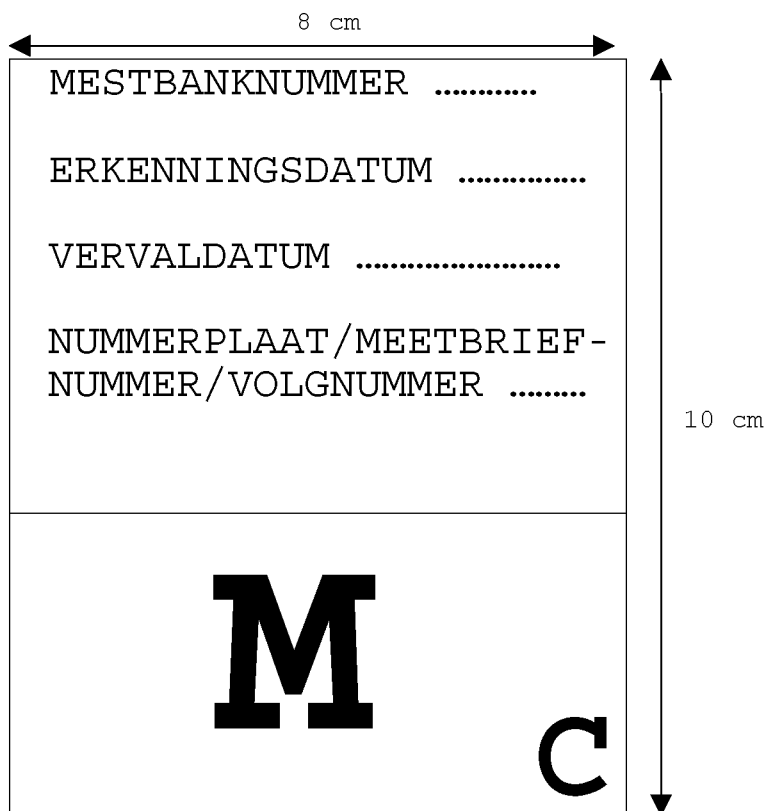 8 cm
MESTBANKNUMMER ............
ERKENNINGSDATUM ...............
VERVALDATUM ........................
NUMMERPLAAT/MEETBRIEF-
NUMMER/VOLGNUMMER .........
10 cm
M
C